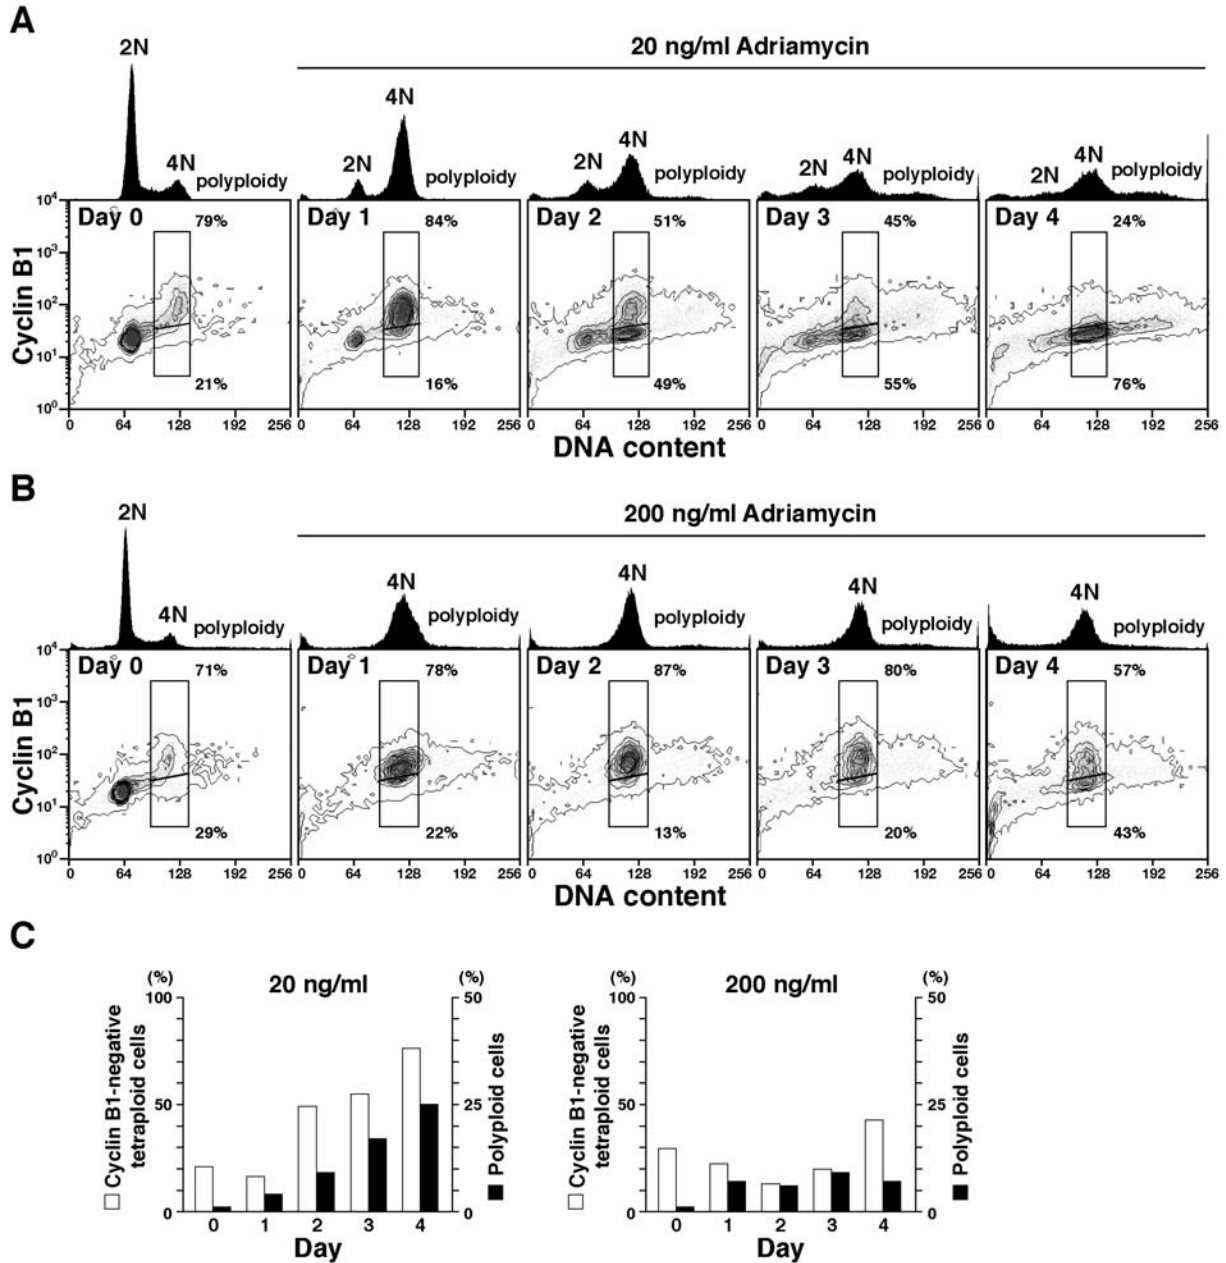 A
20 ng/ml Adriamycin
2N
4N
polyploidy
2N
4N
polyploidy
2N
4N
polyploidy
2N
4N
polyploidy
2N
4N
polyploidy
Cyclin B1
10⁴
10³
10²
10¹
10⁰
Day 0
79%
21%
Day 1
84%
16%
Day 2
51%
49%
Day 3
45%
55%
Day 4
24%
76%
0 64 128 192 256 0 64 128 192 256 0 64 128 192 256 0 64 128 192 256 0 64 128 192 256
DNA content
B
200 ng/ml Adriamycin
2N
4N
polyploidy
4N
polyploidy
4N
polyploidy
4N
polyploidy
4N
polyploidy
Cyclin B1
10⁴
10³
10²
10¹
10⁰
Day 0
71%
29%
Day 1
78%
22%
Day 2
87%
13%
Day 3
80%
20%
Day 4
57%
43%
0 64 128 192 256 0 64 128 192 256 0 64 128 192 256 0 64 128 192 256 0 64 128 192 256
DNA content
C
20 ng/ml
(%)
100
50
0
Cyclin B1-negative
tetraploid cells
(%)
50
25
0
Polyploid cells
0 1 2 3 4
Day
200 ng/ml
(%)
100
50
0
Cyclin B1-negative
tetraploid cells
(%)
50
25
0
Polyploid cells
0 1 2 3 4
Day